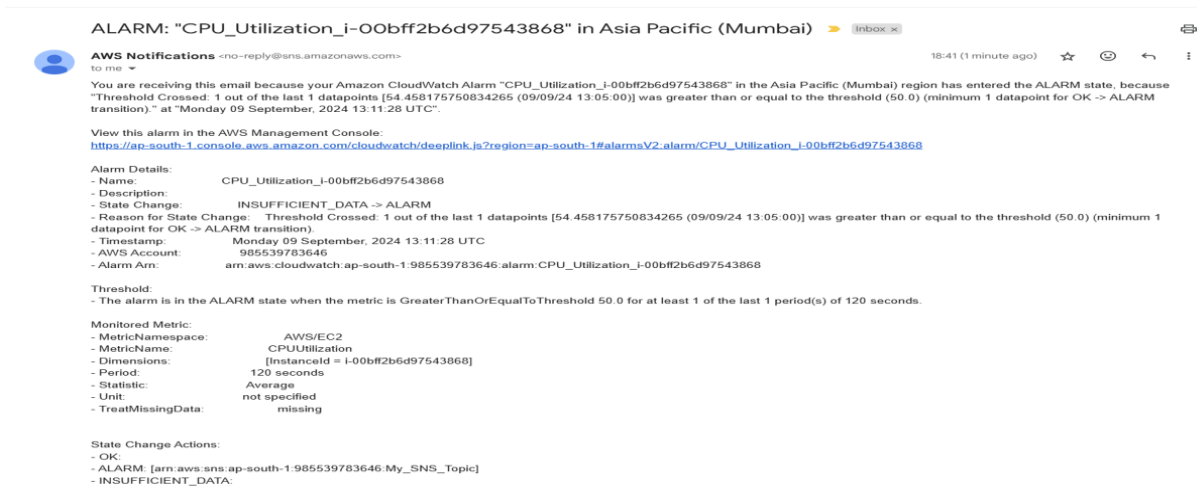 ALARM: "CPU_Utilization_i-00bff2b6d97543868" in Asia Pacific (Mumbai) Inbox ×
AWS Notifications <no-reply@sns.amazonaws.com> 18:41 (1 minute ago)
to me
You are receiving this email because your Amazon CloudWatch Alarm "CPU_Utilization_i-00bff2b6d97543868" in the Asia Pacific (Mumbai) region has entered the ALARM state, because
"Threshold Crossed: 1 out of the last 1 datapoints [54.458175750834265 (09/09/24 13:05:00)] was greater than or equal to the threshold (50.0) (minimum 1 datapoint for OK -> ALARM
transition)." at "Monday 09 September, 2024 13:11:28 UTC".
View this alarm in the AWS Management Console:
https://ap-south-1.console.aws.amazon.com/cloudwatch/deeplink.js?region=ap-south-1#alarmsV2:alarm/CPU_Utilization_i-00bff2b6d97543868
Alarm Details:
- Name: CPU_Utilization_i-00bff2b6d97543868
- Description:
- State Change: INSUFFICIENT_DATA -> ALARM
- Reason for State Change: Threshold Crossed: 1 out of the last 1 datapoints [54.458175750834265 (09/09/24 13:05:00)] was greater than or equal to the threshold (50.0) (minimum 1
datapoint for OK -> ALARM transition).
- Timestamp: Monday 09 September, 2024 13:11:28 UTC
- AWS Account: 985539783646
- Alarm Arn: arn:aws:cloudwatch:ap-south-1:985539783646:alarm:CPU_Utilization_i-00bff2b6d97543868
Threshold:
- The alarm is in the ALARM state when the metric is GreaterThanOrEqualToThreshold 50.0 for at least 1 of the last 1 period(s) of 120 seconds.
Monitored Metric:
- MetricNamespace: AWS/EC2
- MetricName: CPUUtilization
- Dimensions: [InstanceId = i-00bff2b6d97543868]
- Period: 120 seconds
- Statistic: Average
- Unit: not specified
- TreatMissingData: missing
State Change Actions:
- OK:
- ALARM: [arn:aws:sns:ap-south-1:985539783646:My_SNS_Topic]
- INSUFFICIENT_DATA: